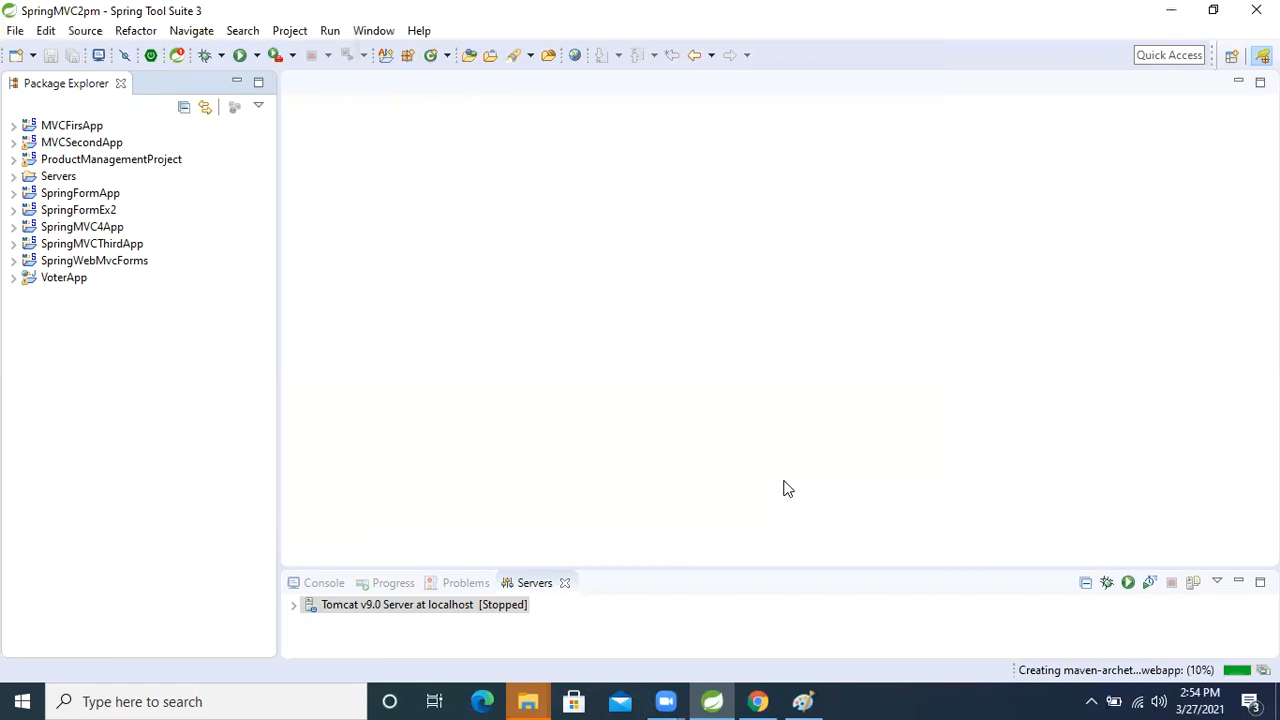 SpringMVC2pm - Spring Tool Suite 3
File Edit Source Refactor Navigate Search Project Run Window Help
Quick Access
Package Explorer
MVCFirsApp
MVCSecondApp
ProductManagementProject
Servers
SpringFormApp
SpringFormEx2
SpringMVC4App
SpringMVCThirdApp
SpringWebMvcForms
VoterApp
Console Progress Problems Servers
Tomcat v9.0 Server at localhost [Stopped]
Creating maven-archet...webapp: (10%)
Type here to search
2:54 PM
3/27/2021
3